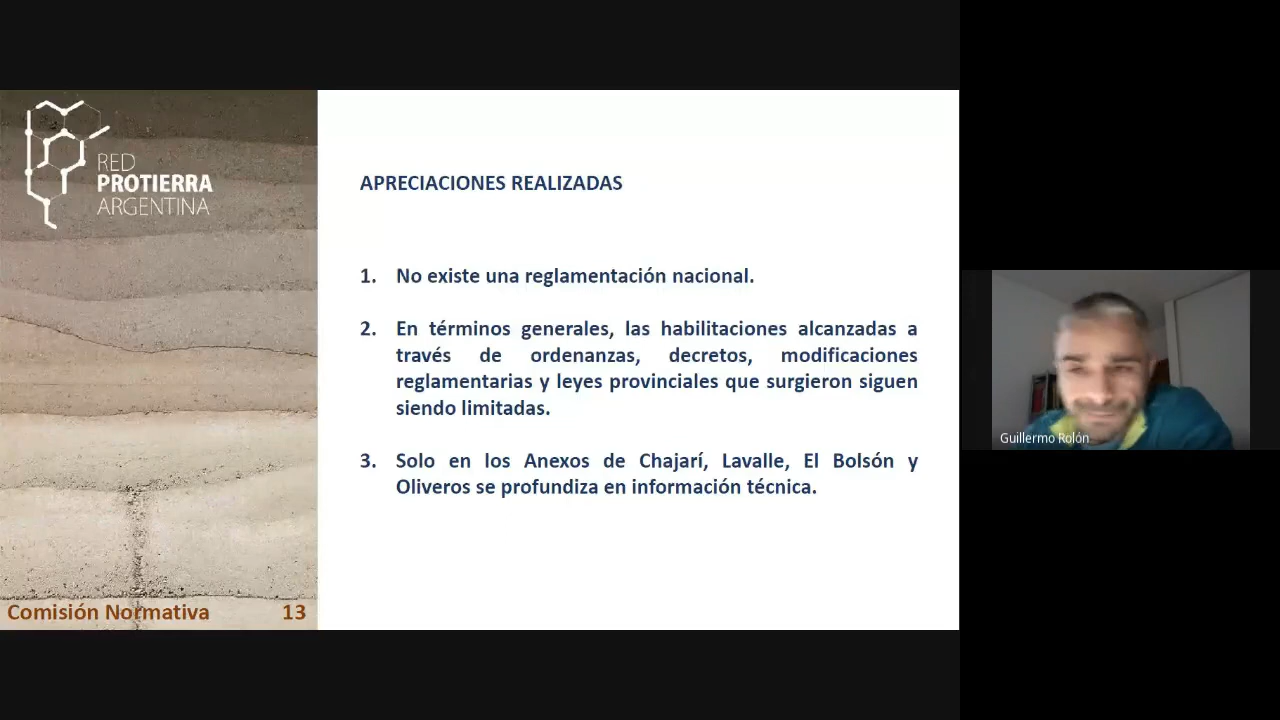 RED
PROTIERRA
ARGENTINA
APRECIACIONES REALIZADAS
1. No existe una reglamentación nacional.
2. En términos generales, las habilitaciones alcanzadas a
través de ordenanzas, decretos, modificaciones
reglamentarias y leyes provinciales que surgieron siguen
siendo limitadas.
3. Solo en los Anexos de Chajarí, Lavalle, El Bolsón y
Oliveros se profundiza en información técnica.
Comisión Normativa 13
Guillermo Rolón